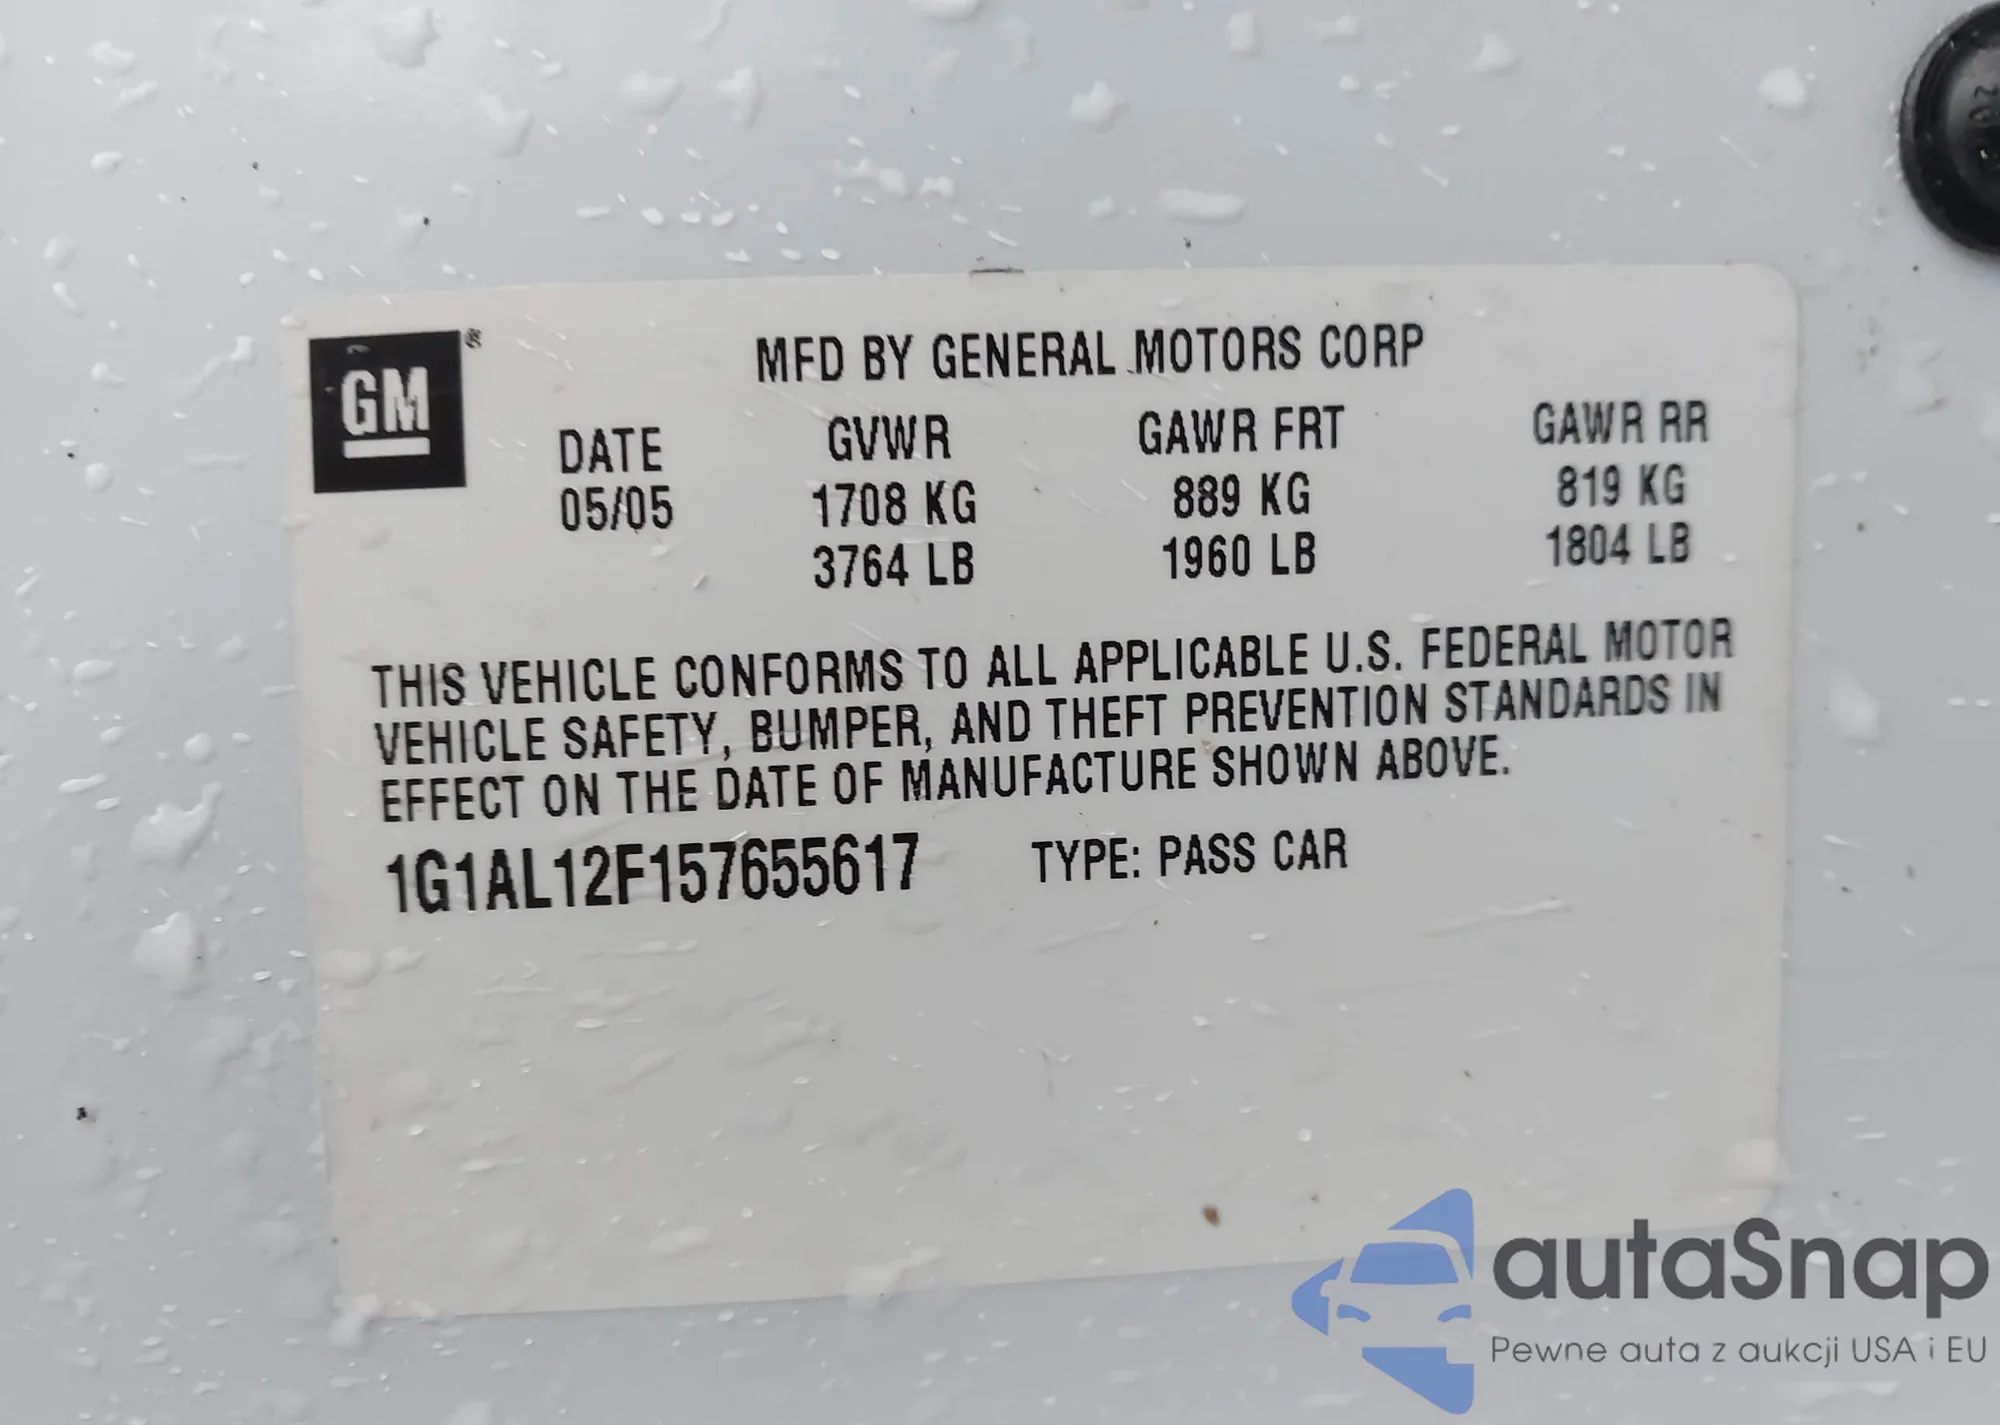 GM®
MFD BY GENERAL MOTORS CORP
DATE GVWR GAWR FRT GAWR RR
05/05 1708 KG 889 KG 819 KG
3764 LB 1960 LB 1804 LB
THIS VEHICLE CONFORMS TO ALL APPLICABLE U.S. FEDERAL MOTOR
VEHICLE SAFETY, BUMPER, AND THEFT PREVENTION STANDARDS IN
EFFECT ON THE DATE OF MANUFACTURE SHOWN ABOVE.
1G1AL12F157655617 TYPE: PASS CAR
autaSnap
Pewne auta z aukcji USA i EU